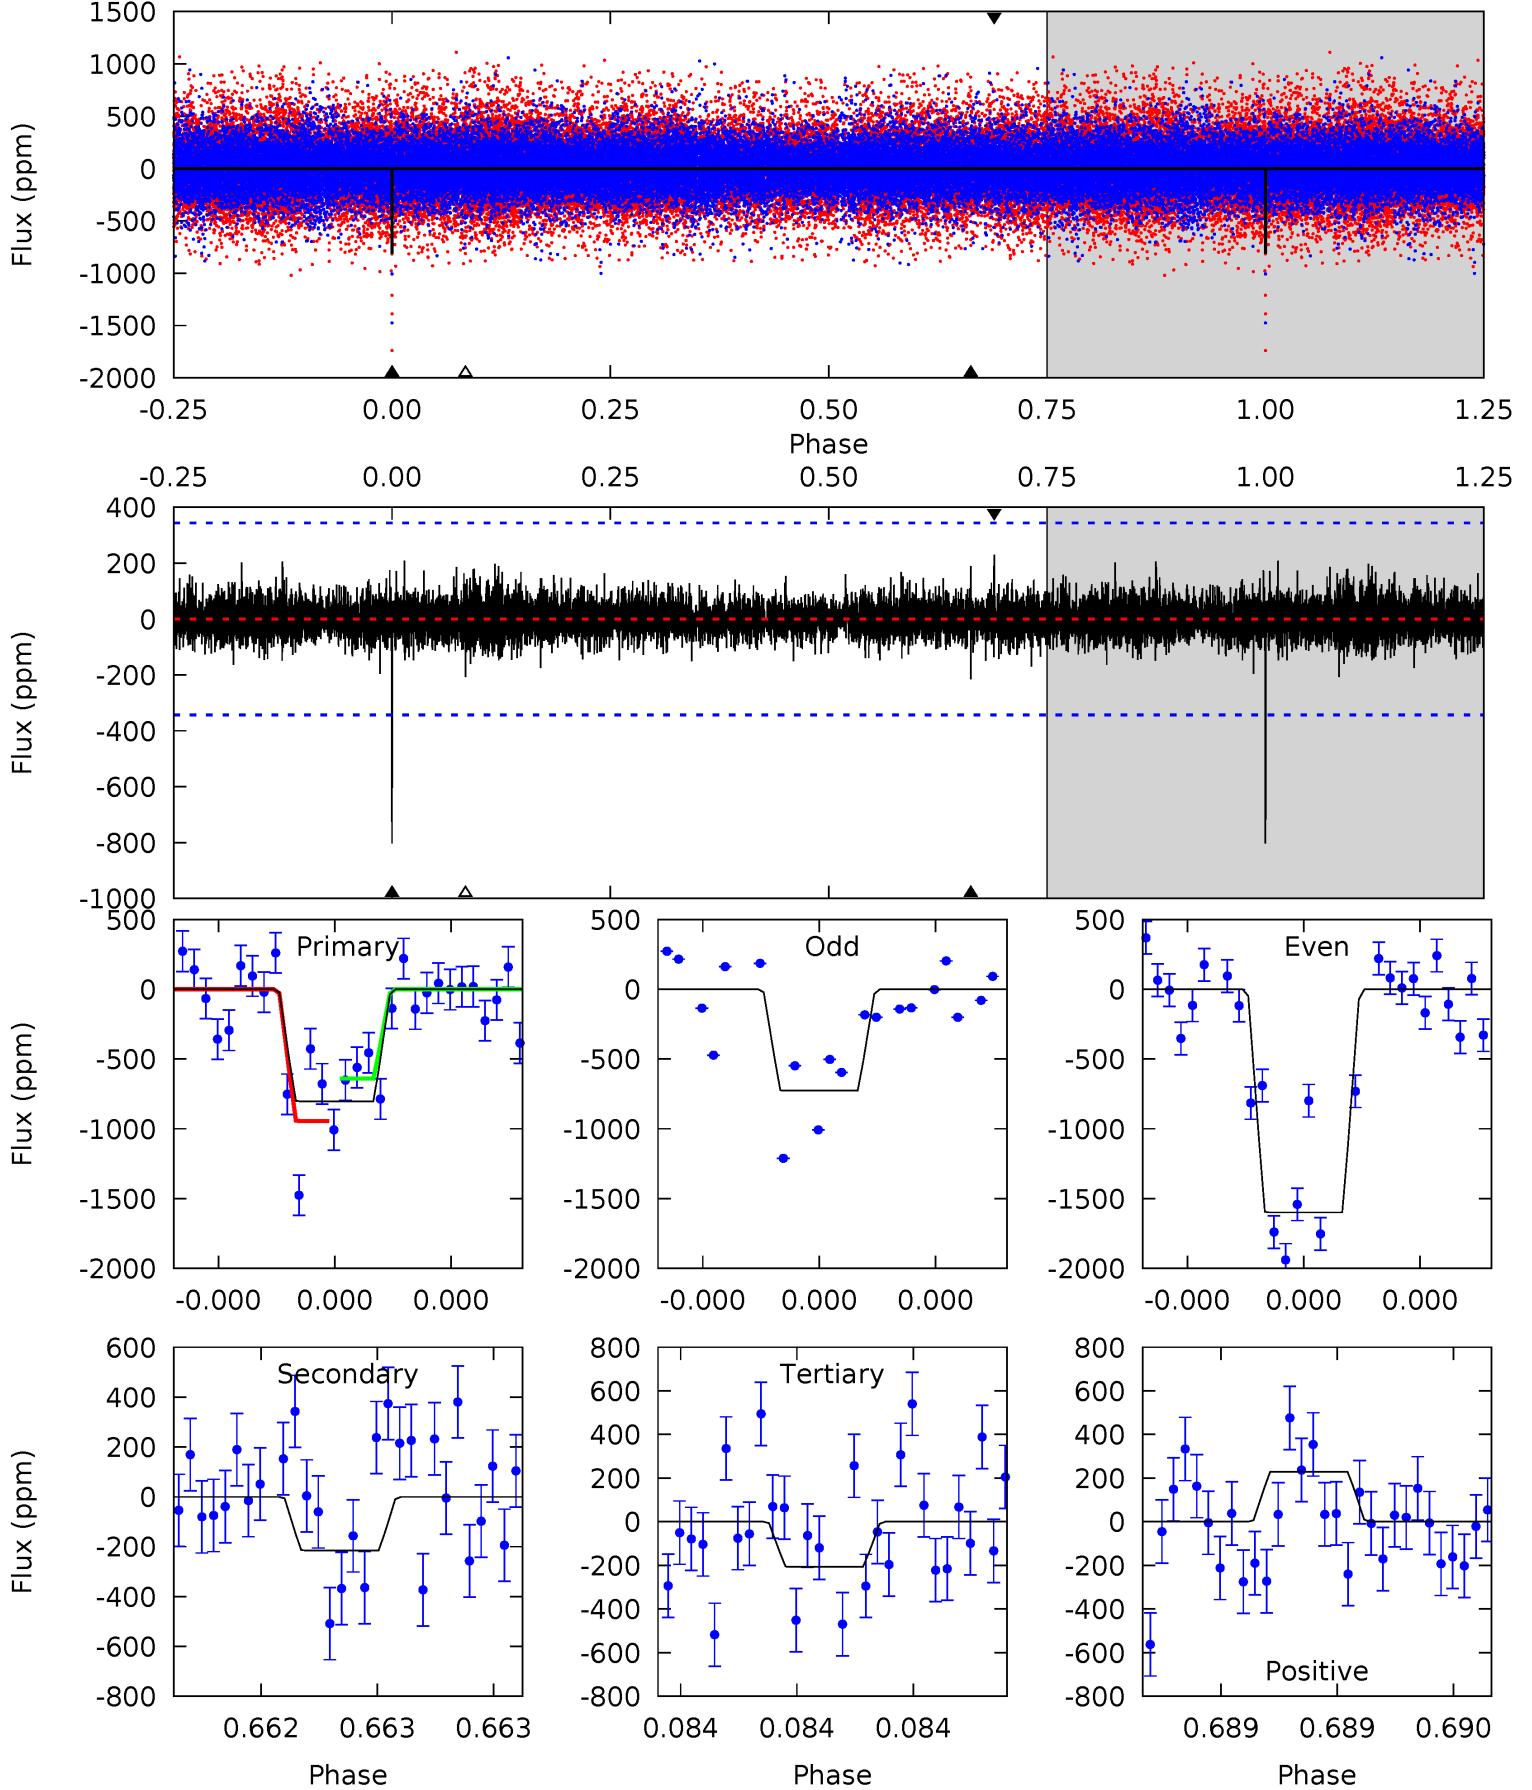 1500
1000
500
0
-500
-1000
-1500
-2000
Flux (ppm)
-0.25 0.00 0.25 0.50 0.75 1.00 1.25
Phase
-0.25 0.00 0.25 0.50 0.75 1.00 1.25
400
200
0
-200
-400
-600
-800
-1000
Flux (ppm)
Primary Odd Even
500 500 500
0 0 0
-500 -500 -500
-1000 -1000 -1000
-1500 -1500 -1500
-2000 -2000 -2000
Flux (ppm)
-0.000 0.000 0.000 -0.000 0.000 0.000 -0.000 0.000 0.000
Secondary Tertiary Positive
600 800 800
400 600 600
200 400 400
0 200 200
-200 0 0
-400 -200 -200
-600 -400 -400
-800 -600 -600
-800 -800
Flux (ppm)
0.662 0.663 0.663 0.084 0.084 0.084 0.689 0.689 0.690
Phase Phase Phase